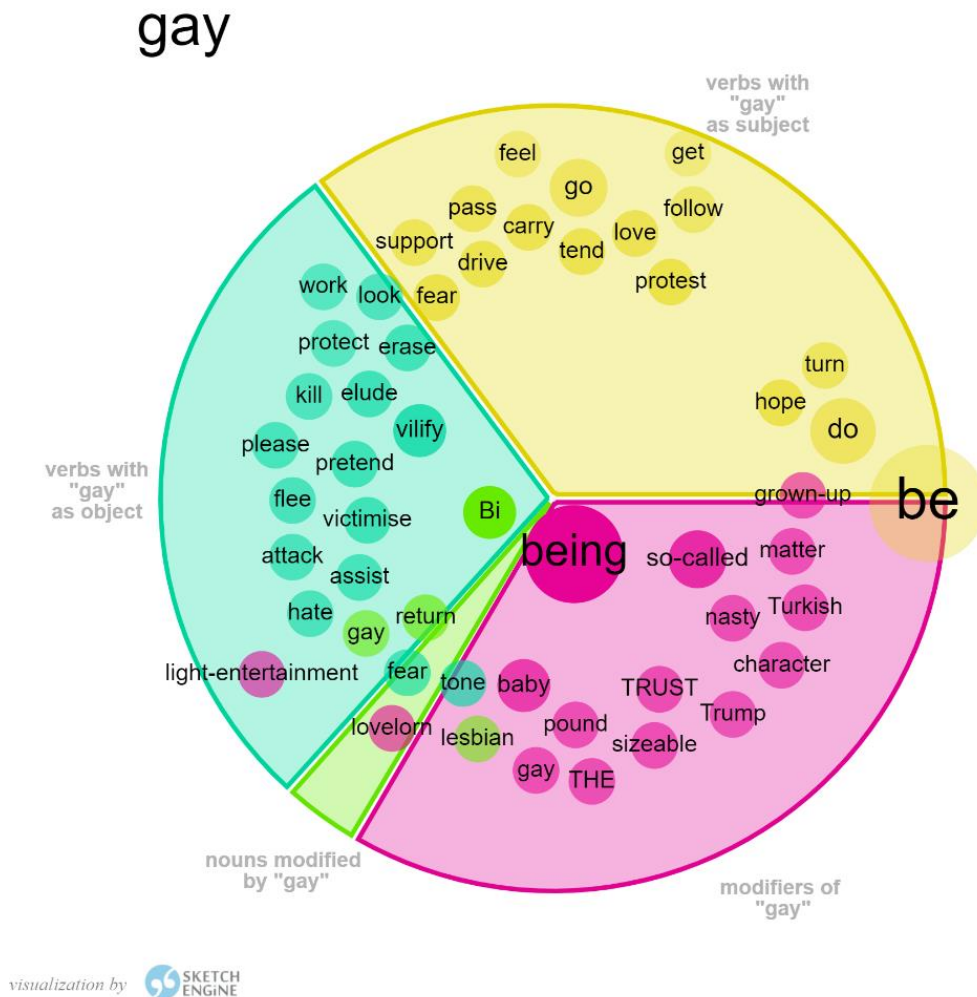 gay
verbs with
"gay"
as subject
feel
get
go
pass
follow
carry
love
support
tend
drive
protest
work
look
fear
protect
erase
turn
kill
elude
hope
do
vilify
please
pretend
verbs with
"gay"
as object
flee
grown-up
be
Bi
victimise
being
so-called
matter
attack
assist
hate
return
nasty
Turkish
gay
light-entertainment
fear
tone
baby
TRUST
character
lovelorn
lesbian
pound
sizeable
Trump
gay
THE
nouns modified
by "gay"
modifiers of
"gay"
visualization by
SKETCH
ENGINE